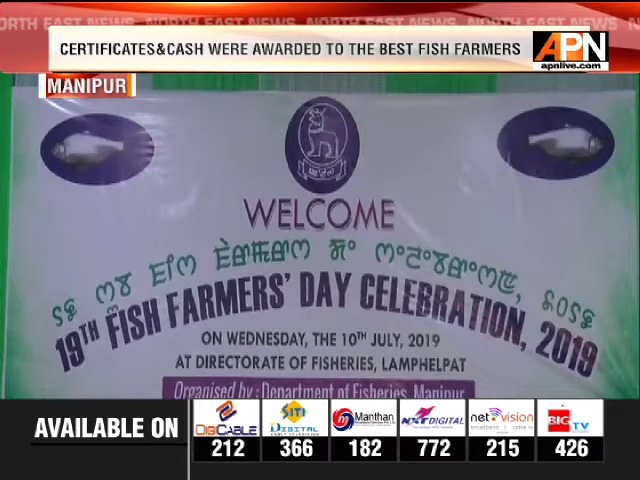 NORTH EAST NEWS NORTH EAST NEWS NORTH EAST NEWS
CERTIFICATES&CASH WERE AWARDED TO THE BEST FISH FARMERS
APN
apnlive.com
MANIPUR
WELCOME
19TH FISH FARMERS' DAY CELEBRATION, 2019
ON WEDNESDAY, THE 10TH JULY, 2019
AT DIRECTORATE OF FISHERIES, LAMPHELPAT
Organised by : Department of Fisheries, Manipur
AVAILABLE ON
DIGICABLE
SITI DIGITAL
Manthan
NXT DIGITAL
net vision
BIG TV
212 366 182 772 215 426